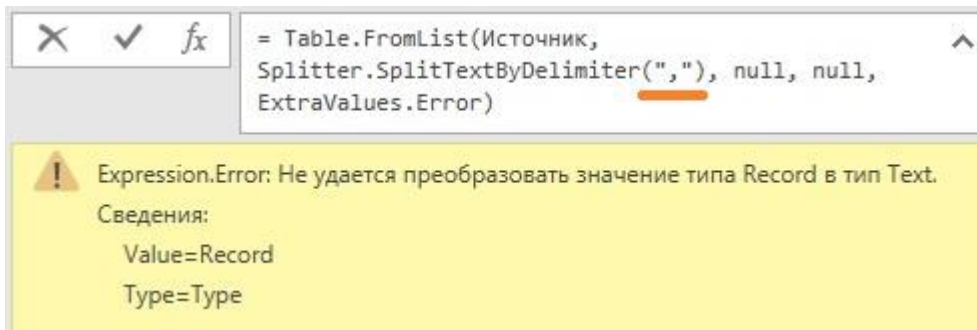 fx
= Table.FromList(Источник,
Splitter.SplitTextByDelimiter(","), null, null,
ExtraValues.Error)
Expression.Error: Не удается преобразовать значение типа Record в тип Text.
Сведения:
Value=Record
Type=Type